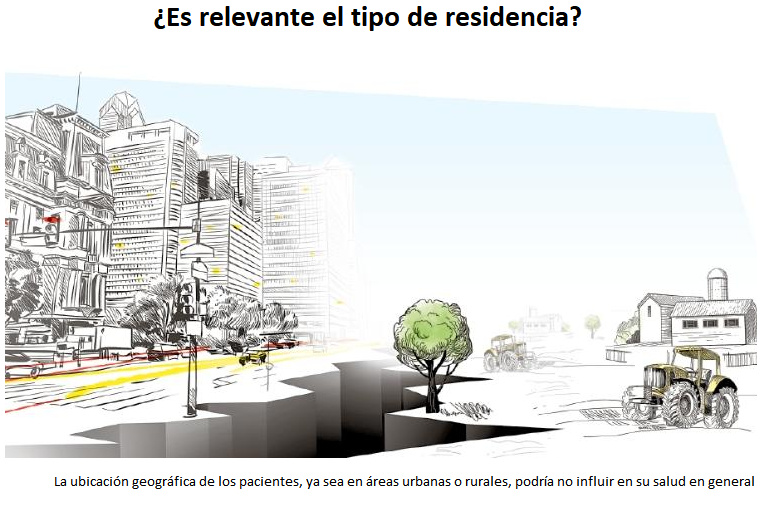 ¿Es relevante el tipo de residencia?
La ubicación geográfica de los pacientes, ya sea en áreas urbanas o rurales, podría no influir en su salud en general